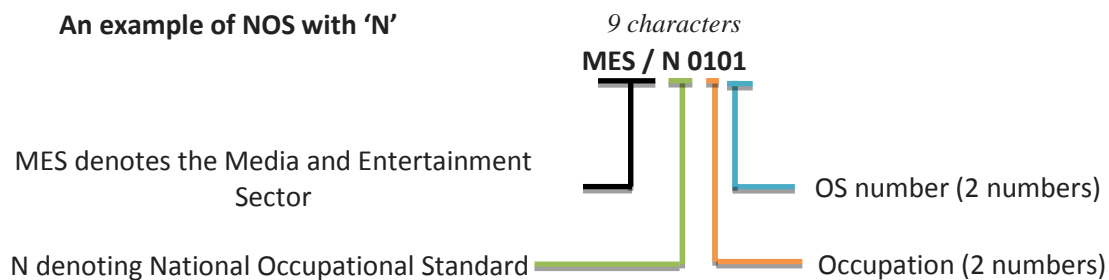 An example of NOS with ‘N’
9 characters
MES / N 0101
MES denotes the Media and Entertainment
Sector
OS number (2 numbers)
N denoting National Occupational Standard
Occupation (2 numbers)